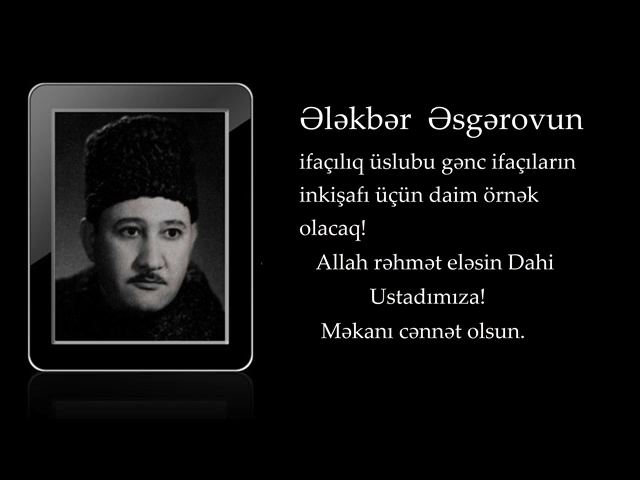 Ələkbər Əsgərovun
ifaçılıq üslubu gənc ifaçıların
inkişafı üçün daim örnək
olacaq!
Allah rəhmət eləsin Dahi
Ustadımıza!
Məkanı cənnət olsun.